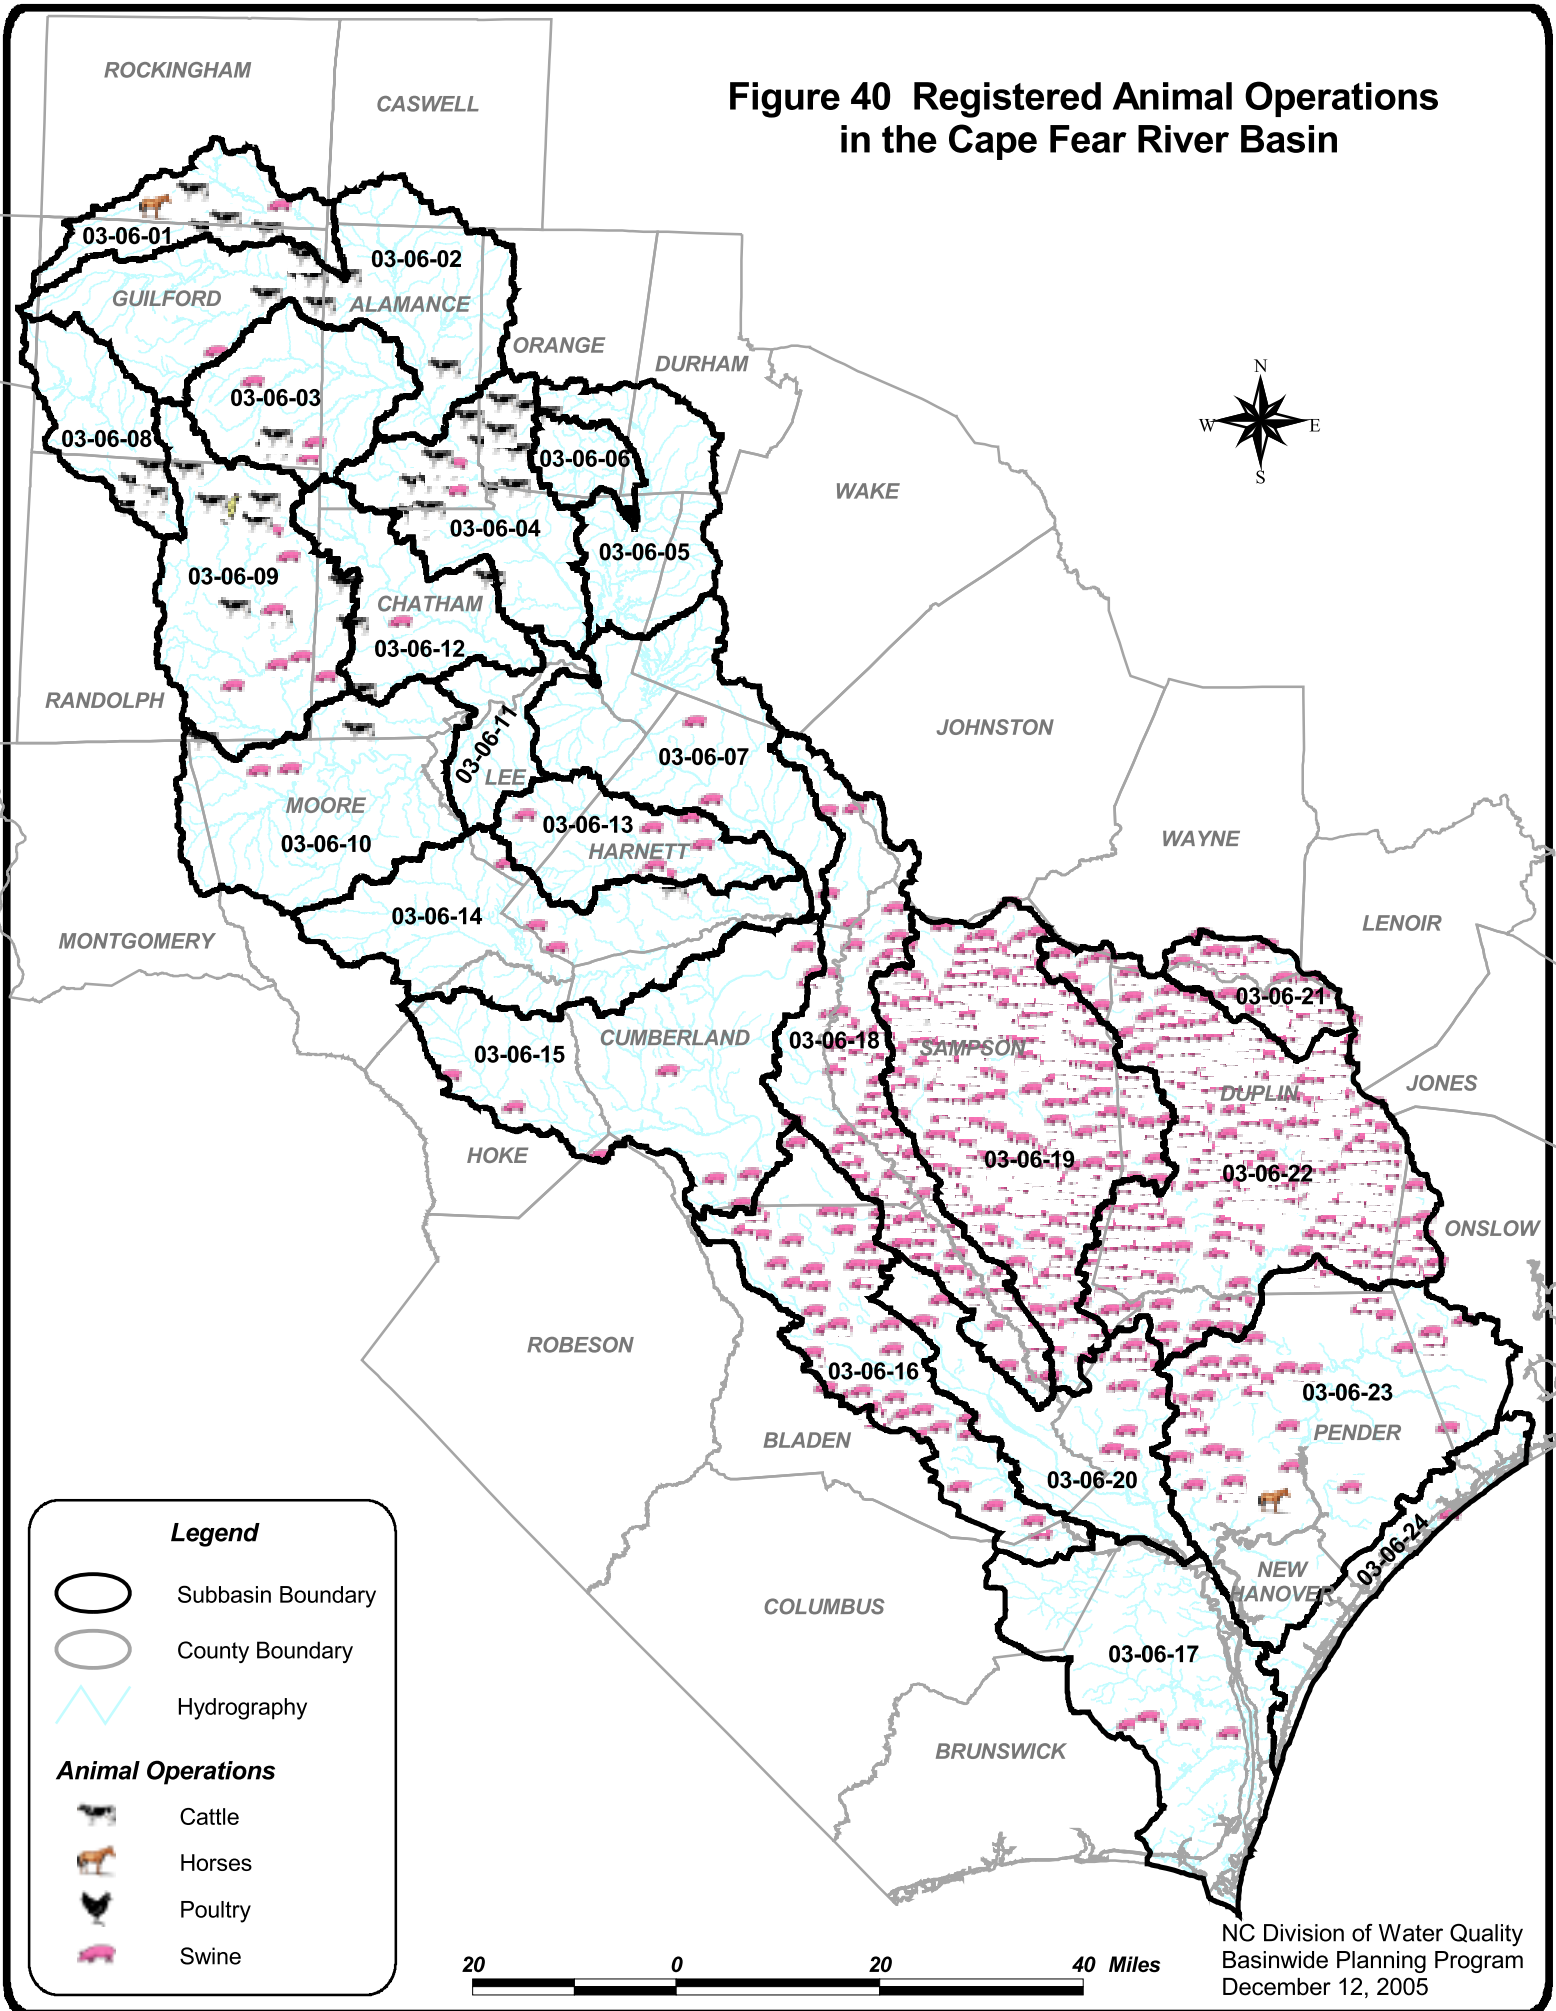 Figure 40 Registered Animal Operations
in the Cape Fear River Basin
ROCKINGHAM
CASWELL
03-06-01
03-06-02
GUILFORD
ALAMANCE
ORANGE
DURHAM
N
W
E
S
03-06-03
03-06-08
03-06-06
WAKE
03-06-04
03-06-05
03-06-09
CHATHAM
03-06-12
RANDOLPH
03-06-11
JOHNSTON
03-06-07
LEE
MOORE
03-06-13
WAYNE
03-06-10
HARNETT
03-06-14
LENOIR
MONTGOMERY
03-06-21
CUMBERLAND
03-06-18
SAMPSON
03-06-15
JONES
DUPLIN
HOKE
03-06-19
03-06-22
ONSLOW
ROBESON
03-06-16
03-06-23
BLADEN
PENDER
03-06-20
03-06-24
NEW
HANOVER
COLUMBUS
03-06-17
BRUNSWICK
Legend
Subbasin Boundary
County Boundary
Hydrography
Animal Operations
Cattle
Horses
Poultry
Swine
20 0 20 40 Miles
NC Division of Water Quality
Basinwide Planning Program
December 12, 2005